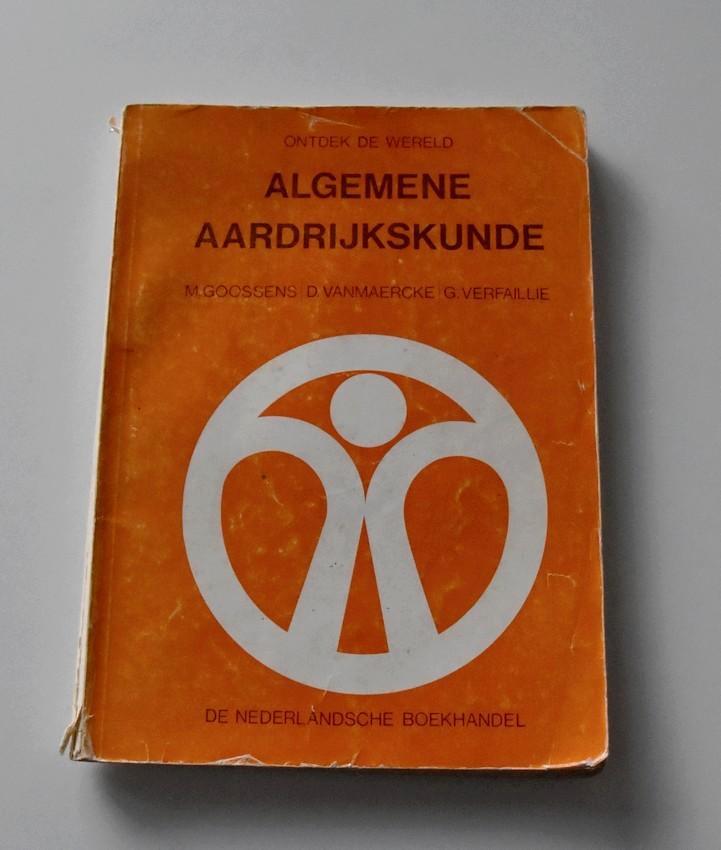 ONTDEK DE WERELD
ALGEMENE
AARDRIJKSKUNDE
M.GOOSSENS | D.VANMAERCKE | G.VERFAILLIE
DE NEDERLANDSCHE BOEKHANDEL